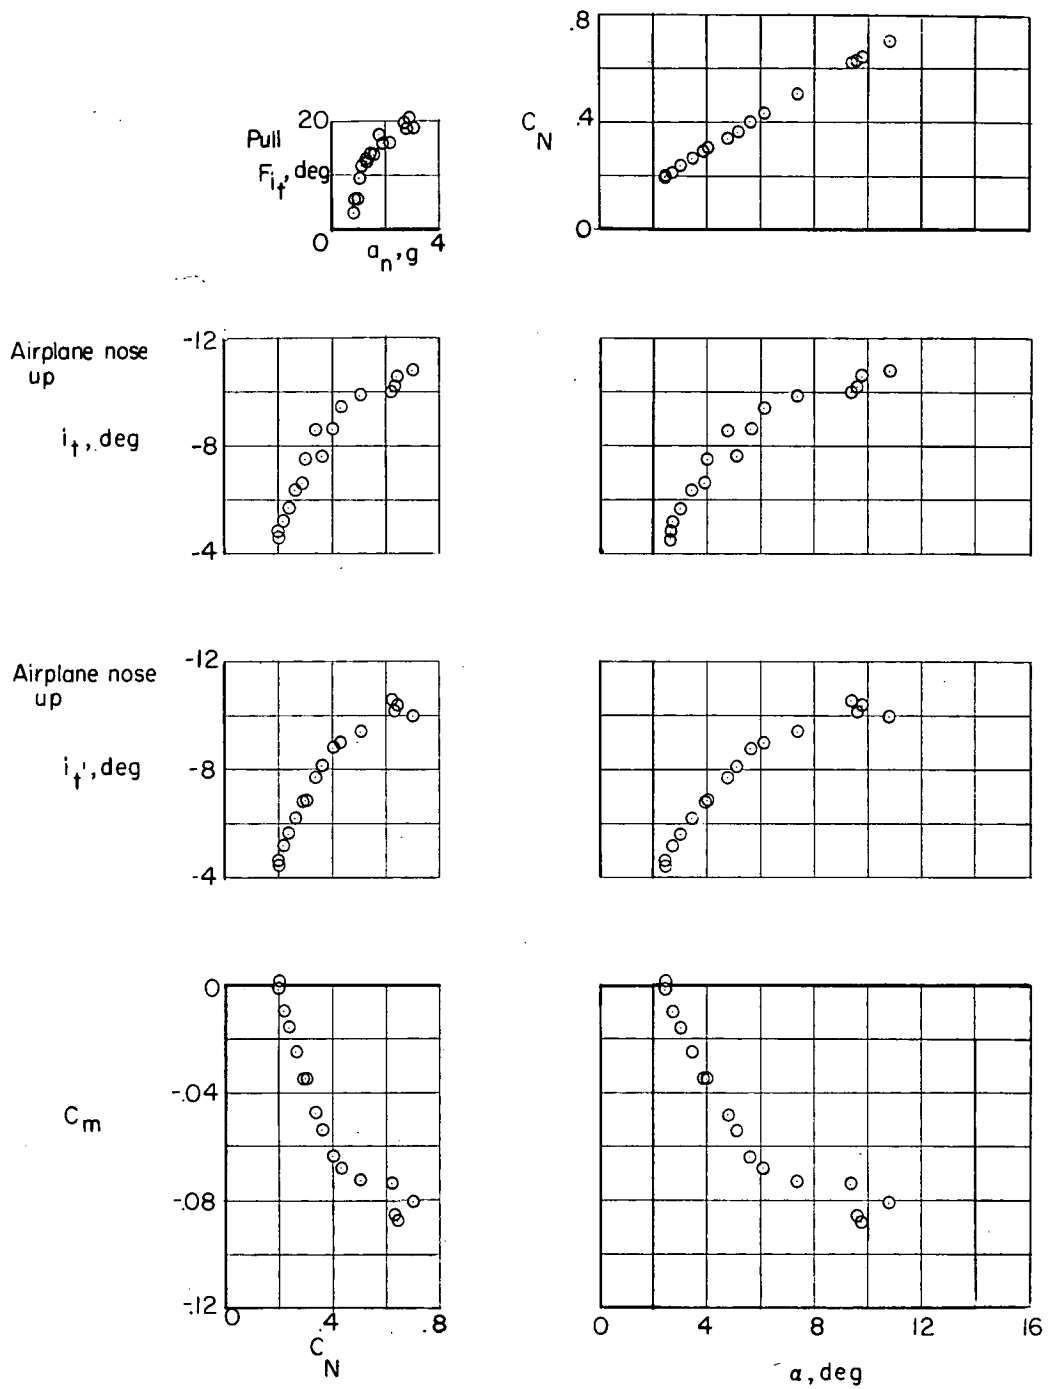 Pull
20
F_{i_t}, deg
0
4
a_n, g
.8
C_N
.4
0
Airplane nose
up
-12
i_t, deg
-8
-4
Airplane nose
up
-12
i_t', deg
-8
-4
0
-.04
C_m
-.08
-.12
0
.4
.8
C_N
0
4
8
12
16
α, deg